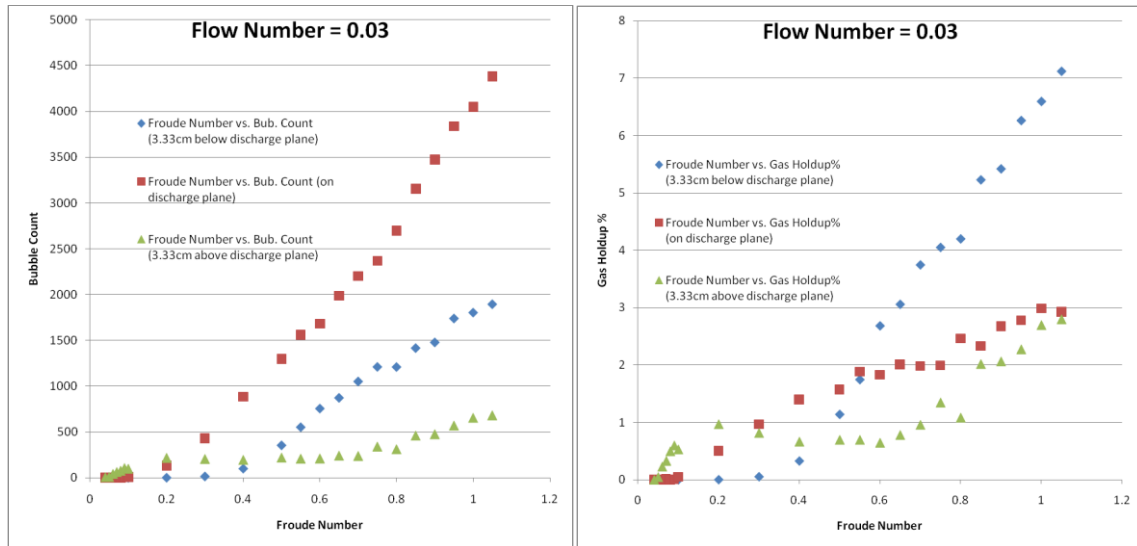 Flow Number = 0.03
5000
4500
4000
3500
3000
2500
2000
1500
1000
500
0
Bubble Count
Froude Number vs. Bub. Count
(3.33cm below discharge plane)
Froude Number vs. Bub. Count (on
discharge plane)
Froude Number vs. Bub. Count
(3.33cm above discharge plane)
0 0.2 0.4 0.6 0.8 1 1.2
Froude Number
Flow Number = 0.03
8
7
6
5
4
3
2
1
0
Gas Holdup %
Froude Number vs. Gas Holdup%
(3.33cm below discharge plane)
Froude Number vs. Gas Holdup%
(on discharge plane)
Froude Number vs. Gas Holdup%
(3.33cm above discharge plane)
0 0.2 0.4 0.6 0.8 1 1.2
Froude Number